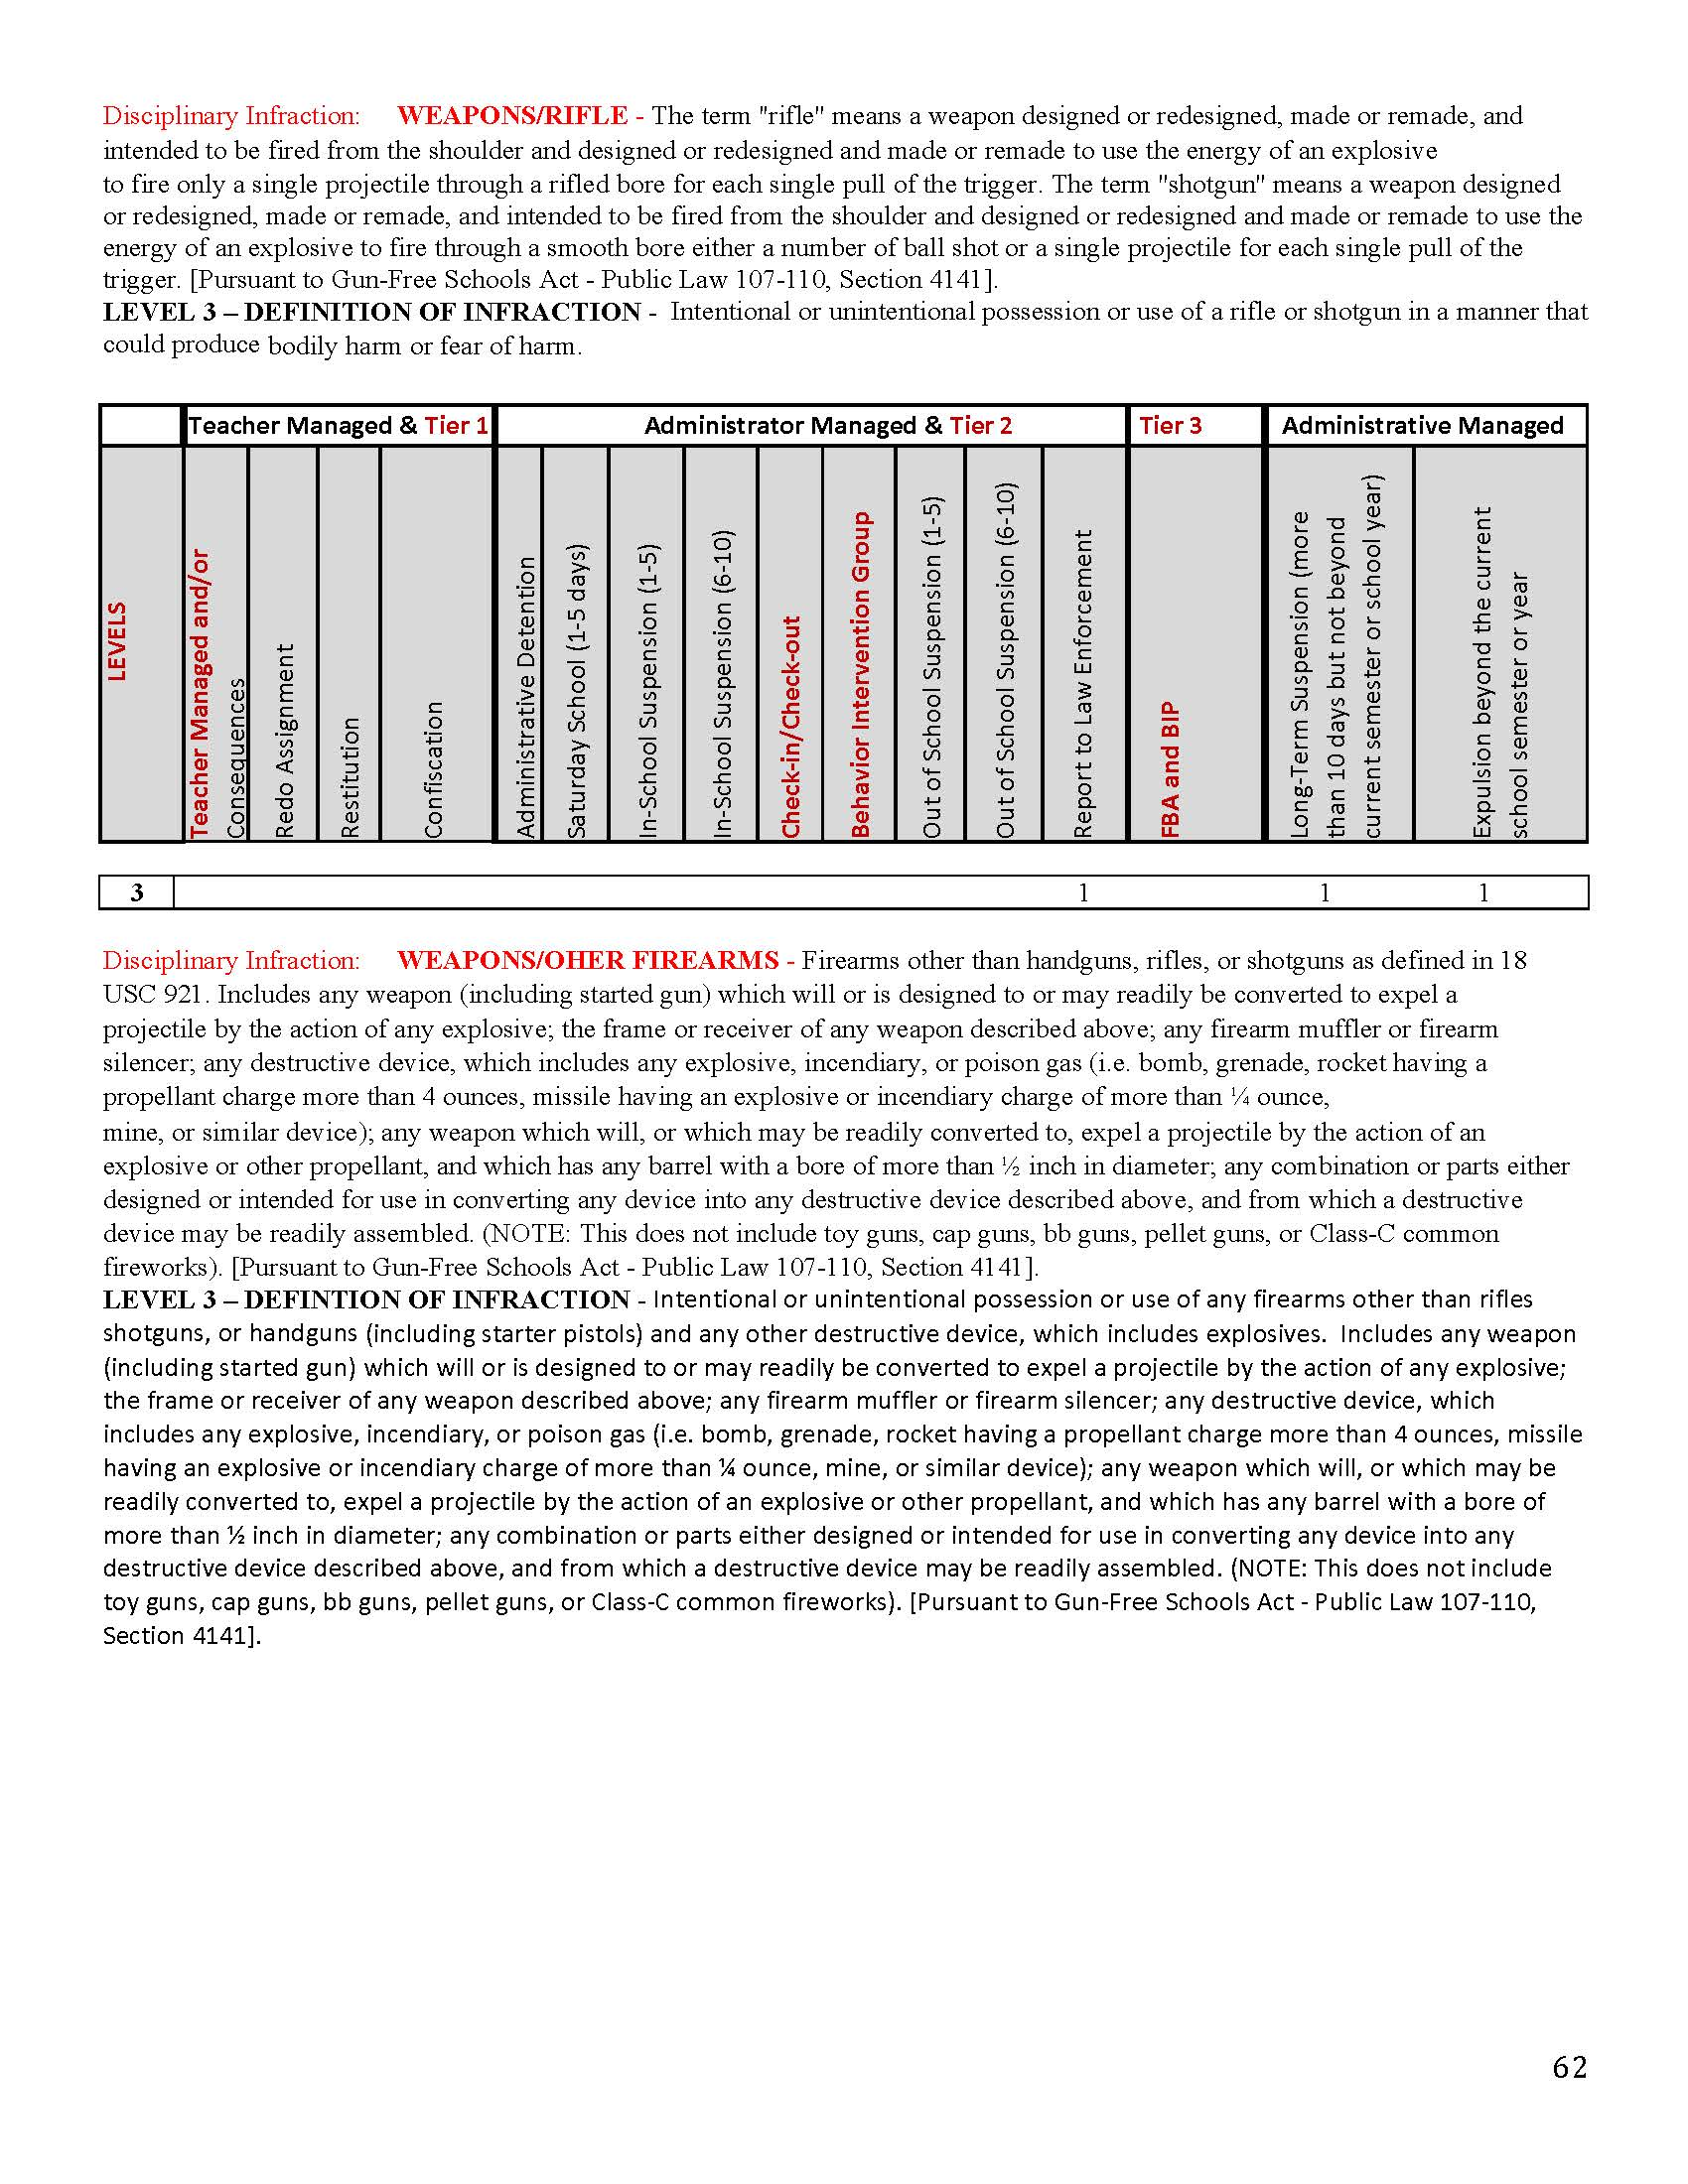 Disciplinary Infraction: WEAPONS/RIFLE - The term "rifle" means a weapon designed or redesigned, made or remade, and
intended to be fired from the shoulder and designed or redesigned and made or remade to use the energy of an explosive
to fire only a single projectile through a rifled bore for each single pull of the trigger. The term "shotgun" means a weapon designed
or redesigned, made or remade, and intended to be fired from the shoulder and designed or redesigned and made or remade to use the
energy of an explosive to fire through a smooth bore either a number of ball shot or a single projectile for each single pull of the
trigger. [Pursuant to Gun-Free Schools Act - Public Law 107-110, Section 4141].
LEVEL 3 – DEFINITION OF INFRACTION - Intentional or unintentional possession or use of a rifle or shotgun in a manner that
could produce bodily harm or fear of harm.
Teacher Managed & Tier 1 Administrator Managed & Tier 2 Tier 3 Administrative Managed
LEVELS
Teacher Managed and/or
Consequences
Redo Assignment
Restitution
Confiscation
Administrative Detention
Saturday School (1-5 days)
In-School Suspension (1-5)
In-School Suspension (6-10)
Check-in/Check-out
Behavior Intervention Group
Out of School Suspension (1-5)
Out of School Suspension (6-10)
Report to Law Enforcement
FBA and BIP
Long-Term Suspension (more
than 10 days but not beyond
current semester or school year)
Expulsion beyond the current
school semester or year
3 1 1 1
Disciplinary Infraction: WEAPONS/OHER FIREARMS - Firearms other than handguns, rifles, or shotguns as defined in 18
USC 921. Includes any weapon (including started gun) which will or is designed to or may readily be converted to expel a
projectile by the action of any explosive; the frame or receiver of any weapon described above; any firearm muffler or firearm
silencer; any destructive device, which includes any explosive, incendiary, or poison gas (i.e. bomb, grenade, rocket having a
propellant charge more than 4 ounces, missile having an explosive or incendiary charge of more than ¼ ounce,
mine, or similar device); any weapon which will, or which may be readily converted to, expel a projectile by the action of an
explosive or other propellant, and which has any barrel with a bore of more than ½ inch in diameter; any combination or parts either
designed or intended for use in converting any device into any destructive device described above, and from which a destructive
device may be readily assembled. (NOTE: This does not include toy guns, cap guns, bb guns, pellet guns, or Class-C common
fireworks). [Pursuant to Gun-Free Schools Act - Public Law 107-110, Section 4141].
LEVEL 3 – DEFINTION OF INFRACTION - Intentional or unintentional possession or use of any firearms other than rifles
shotguns, or handguns (including starter pistols) and any other destructive device, which includes explosives. Includes any weapon
(including started gun) which will or is designed to or may readily be converted to expel a projectile by the action of any explosive;
the frame or receiver of any weapon described above; any firearm muffler or firearm silencer; any destructive device, which
includes any explosive, incendiary, or poison gas (i.e. bomb, grenade, rocket having a propellant charge more than 4 ounces, missile
having an explosive or incendiary charge of more than ¼ ounce, mine, or similar device); any weapon which will, or which may be
readily converted to, expel a projectile by the action of an explosive or other propellant, and which has any barrel with a bore of
more than ½ inch in diameter; any combination or parts either designed or intended for use in converting any device into any
destructive device described above, and from which a destructive device may be readily assembled. (NOTE: This does not include
toy guns, cap guns, bb guns, pellet guns, or Class-C common fireworks). [Pursuant to Gun-Free Schools Act - Public Law 107-110,
Section 4141].
62